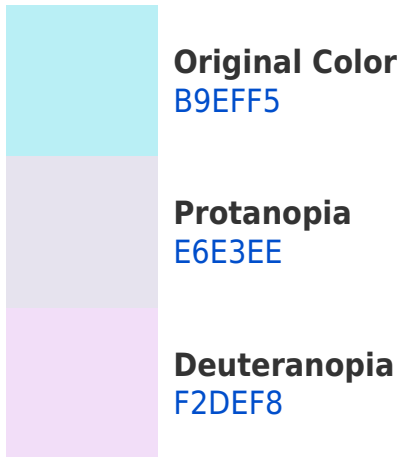 Original Color
B9EFF5
Protanopia
E6E3EE
Deuteranopia
F2DEF8